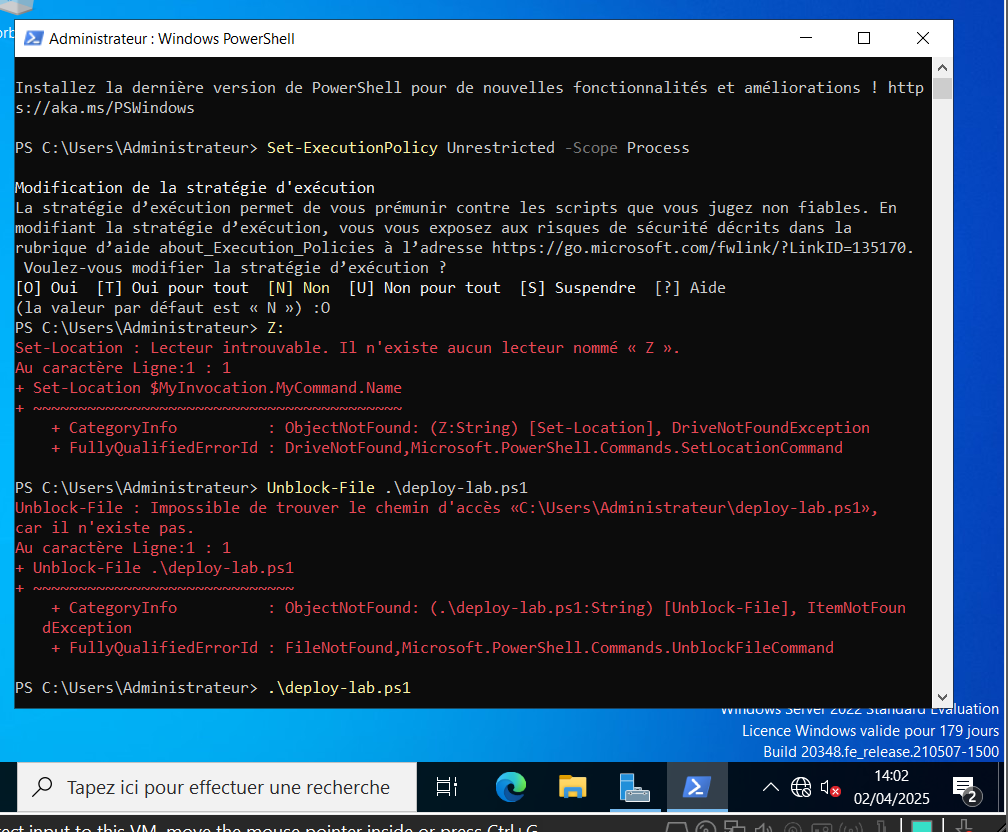 orb
Administrateur : Windows PowerShell
Installez la dernière version de PowerShell pour de nouvelles fonctionnalités et améliorations ! http
s://aka.ms/PSWindows
PS C:\Users\Administrateur> Set-ExecutionPolicy Unrestricted -Scope Process
Modification de la stratégie d'exécution
La stratégie d’exécution permet de vous prémunir contre les scripts que vous jugez non fiables. En
modifiant la stratégie d’exécution, vous vous exposez aux risques de sécurité décrits dans la
rubrique d’aide about_Execution_Policies à l’adresse https://go.microsoft.com/fwlink/?LinkID=135170.
Voulez-vous modifier la stratégie d’exécution ?
[O] Oui  [T] Oui pour tout  [N] Non  [U] Non pour tout  [S] Suspendre  [?] Aide
(la valeur par défaut est « N ») :O
PS C:\Users\Administrateur> Z:
Set-Location : Lecteur introuvable. Il n'existe aucun lecteur nommé « Z ».
Au caractère Ligne:1 : 1
+ Set-Location $MyInvocation.MyCommand.Name
+ ~~~~~~~~~~~~~~~~~~~~~~~~~~~~~~~~~~~~~~~~~
+ CategoryInfo          : ObjectNotFound: (Z:String) [Set-Location], DriveNotFoundException
+ FullyQualifiedErrorId : DriveNotFound,Microsoft.PowerShell.Commands.SetLocationCommand
PS C:\Users\Administrateur> Unblock-File .\deploy-lab.ps1
Unblock-File : Impossible de trouver le chemin d'accès «C:\Users\Administrateur\deploy-lab.ps1»,
car il n'existe pas.
Au caractère Ligne:1 : 1
+ Unblock-File .\deploy-lab.ps1
+ ~~~~~~~~~~~~~~~~~~~~~~~~~~~~~
+ CategoryInfo          : ObjectNotFound: (.\deploy-lab.ps1:String) [Unblock-File], ItemNotFoun
dException
+ FullyQualifiedErrorId : FileNotFound,Microsoft.PowerShell.Commands.UnblockFileCommand
PS C:\Users\Administrateur> .\deploy-lab.ps1
Windows Server 2022 Standard Evaluation
Licence Windows valide pour 179 jours
Build 20348.fe_release.210507-1500
Tapez ici pour effectuer une recherche
14:02
02/04/2025
2
rect input to this VM, move the mouse pointer inside or press Ctrl+G